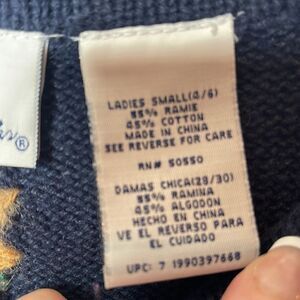 LADIES SMALL(4/6)
55% RAMIE
45% COTTON
MADE IN CHINA
SEE REVERSE FOR CARE
RN# 50550
DAMAS CHICA(28/30)
55% RAMINA
45% ALGODON
HECHO EN CHINA
VE EL REVERSO PARA
EL CUIDADO
UPC: 7 1990397668